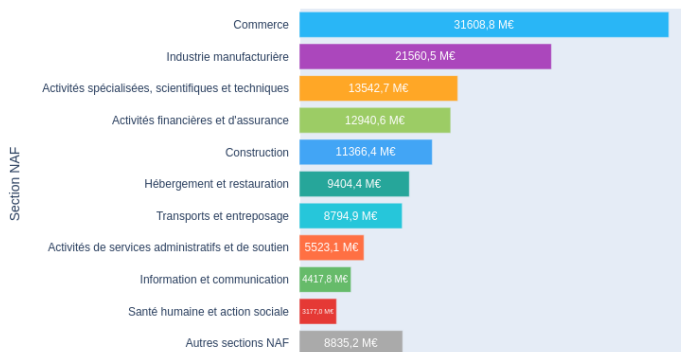 Section NAF
Commerce 31608,8 M€
Industrie manufacturière 21560,5 M€
Activités spécialisées, scientifiques et techniques 13542,7 M€
Activités financières et d'assurance 12940,6 M€
Construction 11366,4 M€
Hébergement et restauration 9404,4 M€
Transports et entreposage 8794,9 M€
Activités de services administratifs et de soutien 5523,1 M€
Information et communication 4417,8 M€
Santé humaine et action sociale 3177,0 M€
Autres sections NAF 8835,2 M€